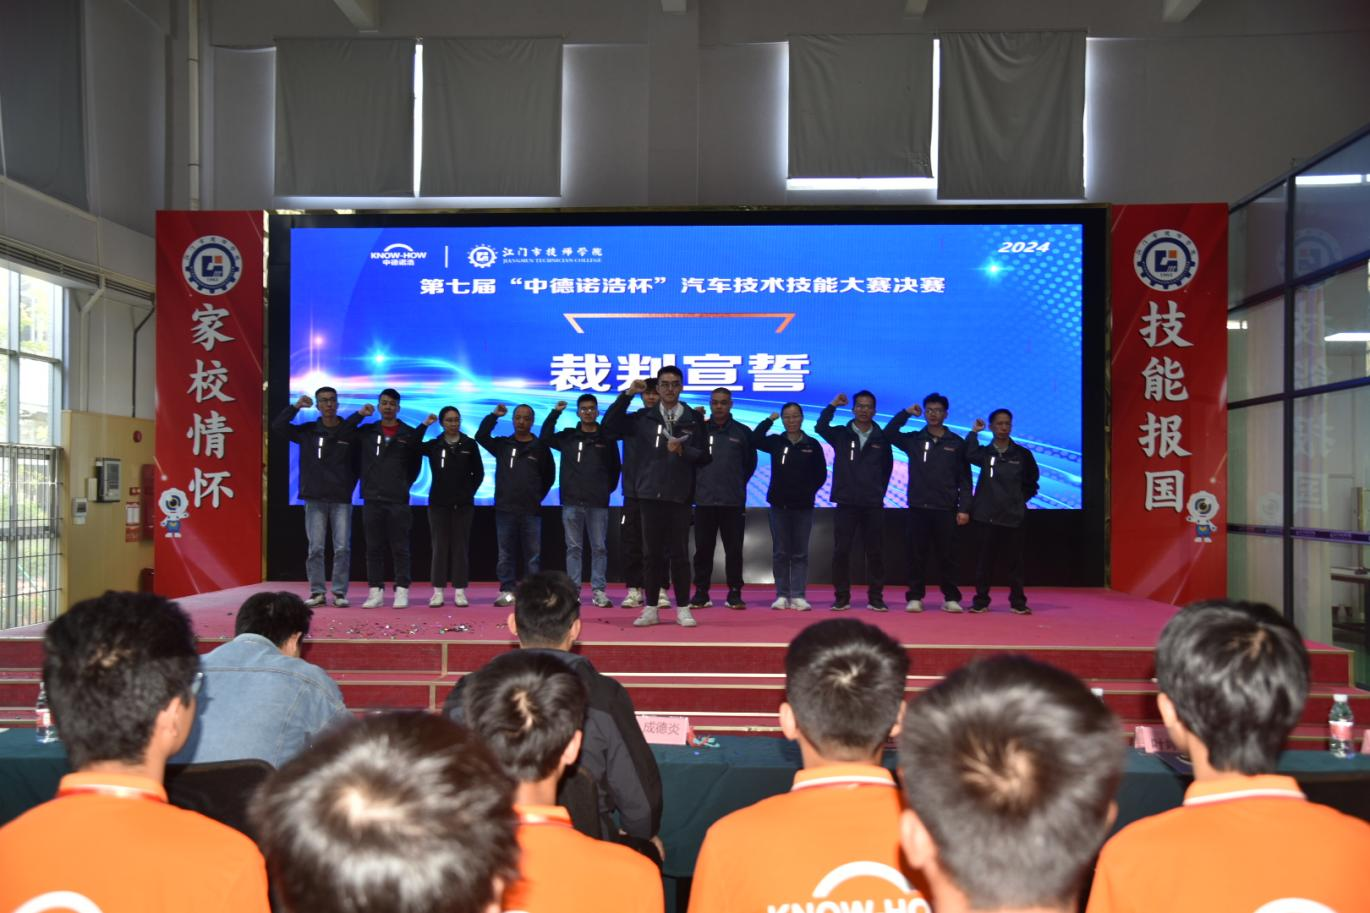 KNOW-HOW
中德诺浩
江门市技师学院
JIANGMEN TECHNICIAN COLLEGE
2024
第七届“中德诺浩杯”汽车技术技能大赛决赛
裁判宣誓
家校情怀
技能报国
成德炎
KNOW-HO